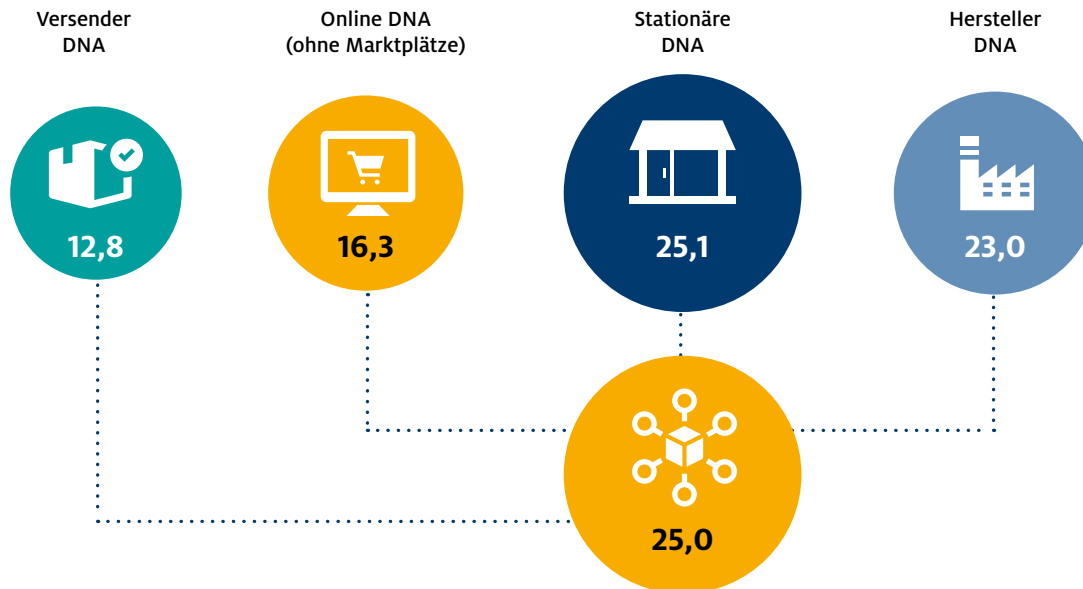 Versender
DNA
Online DNA
(ohne Marktplätze)
Stationäre
DNA
Hersteller
DNA
12,8
16,3
25,1
23,0
25,0